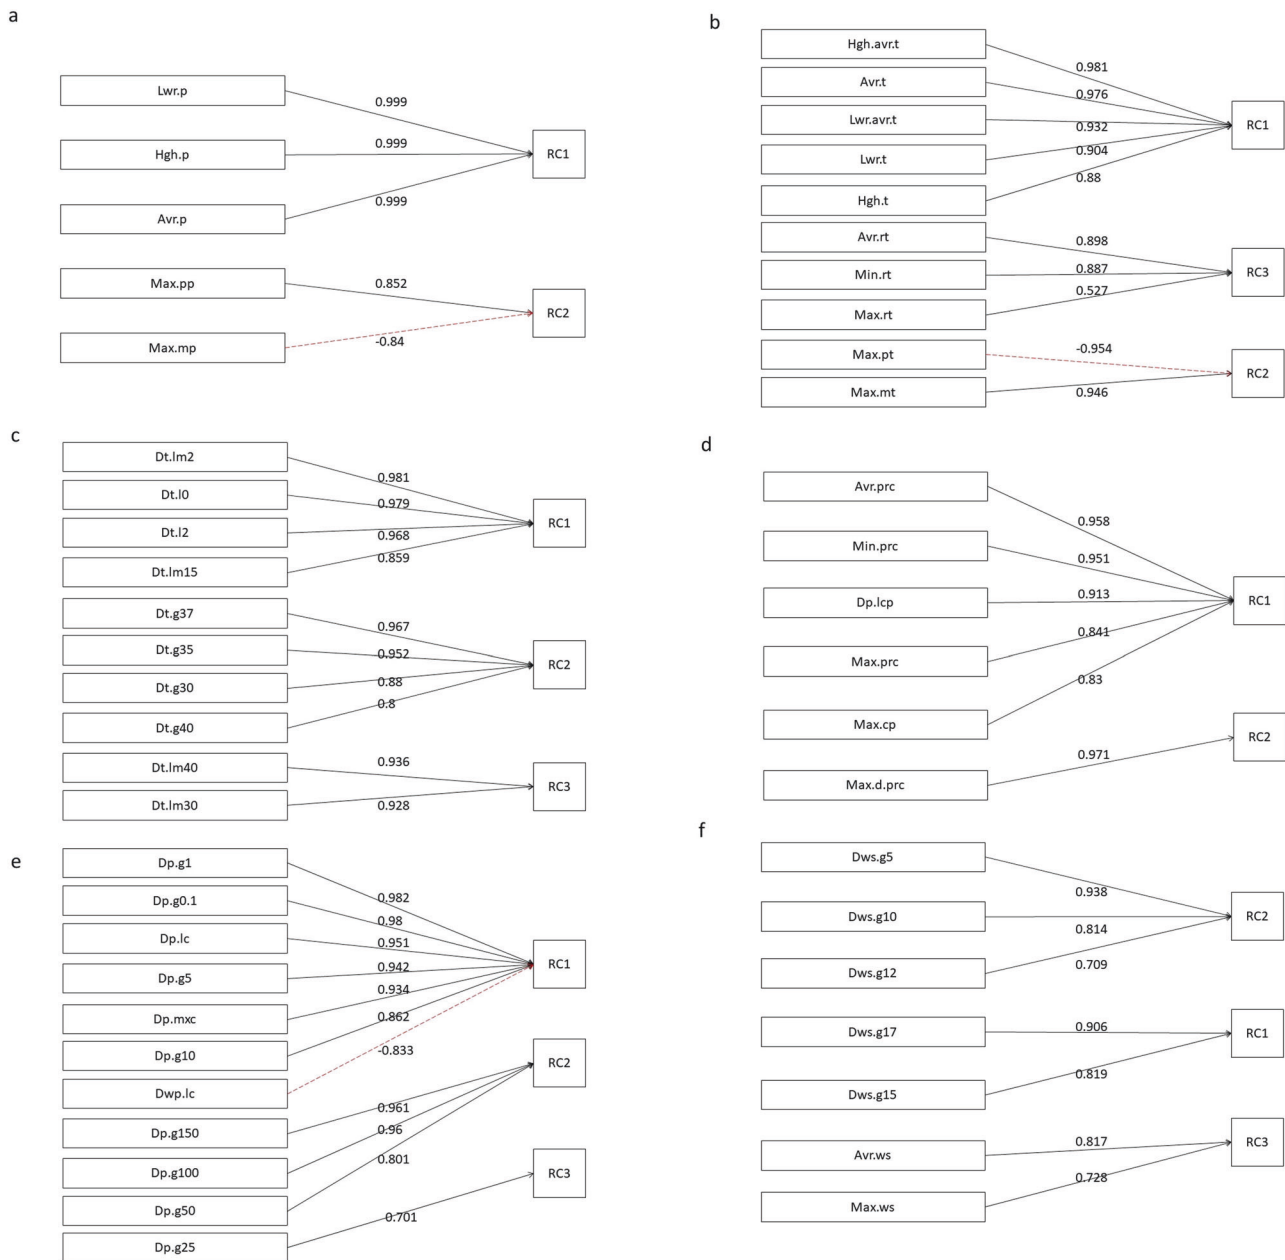 a
Lwr.p
0.999
Hgh.p
0.999
RC1
Avr.p
0.999
Max.pp
0.852
RC2
Max.mp
-0.84
b
Hgh.avr.t
0.981
Avr.t
0.976
Lwr.avr.t
0.932
RC1
Lwr.t
0.904
Hgh.t
0.88
Avr.rt
0.898
Min.rt
0.887
RC3
Max.rt
0.527
Max.pt
-0.954
RC2
Max.mt
0.946
c
Dt.lm2
0.981
Dt.l0
0.979
RC1
Dt.l2
0.968
Dt.lm15
0.859
Dt.g37
0.967
Dt.g35
0.952
RC2
Dt.g30
0.88
Dt.g40
0.8
Dt.lm40
0.936
RC3
Dt.lm30
0.928
d
Avr.prc
0.958
Min.prc
0.951
Dp.lcp
0.913
RC1
Max.prc
0.841
Max.cp
0.83
RC2
Max.d.prc
0.971
e
Dp.g1
0.982
Dp.g0.1
0.98
Dp.lc
0.951
RC1
Dp.g5
0.942
Dp.mxc
0.934
Dp.g10
0.862
Dwp.lc
-0.833
RC2
Dp.g150
0.961
Dp.g100
0.96
RC3
Dp.g50
0.801
Dp.g25
0.701
f
Dws.g5
0.938
Dws.g10
0.814
RC2
Dws.g12
0.709
Dws.g17
0.906
RC1
Dws.g15
0.819
Avr.ws
0.817
RC3
Max.ws
0.728